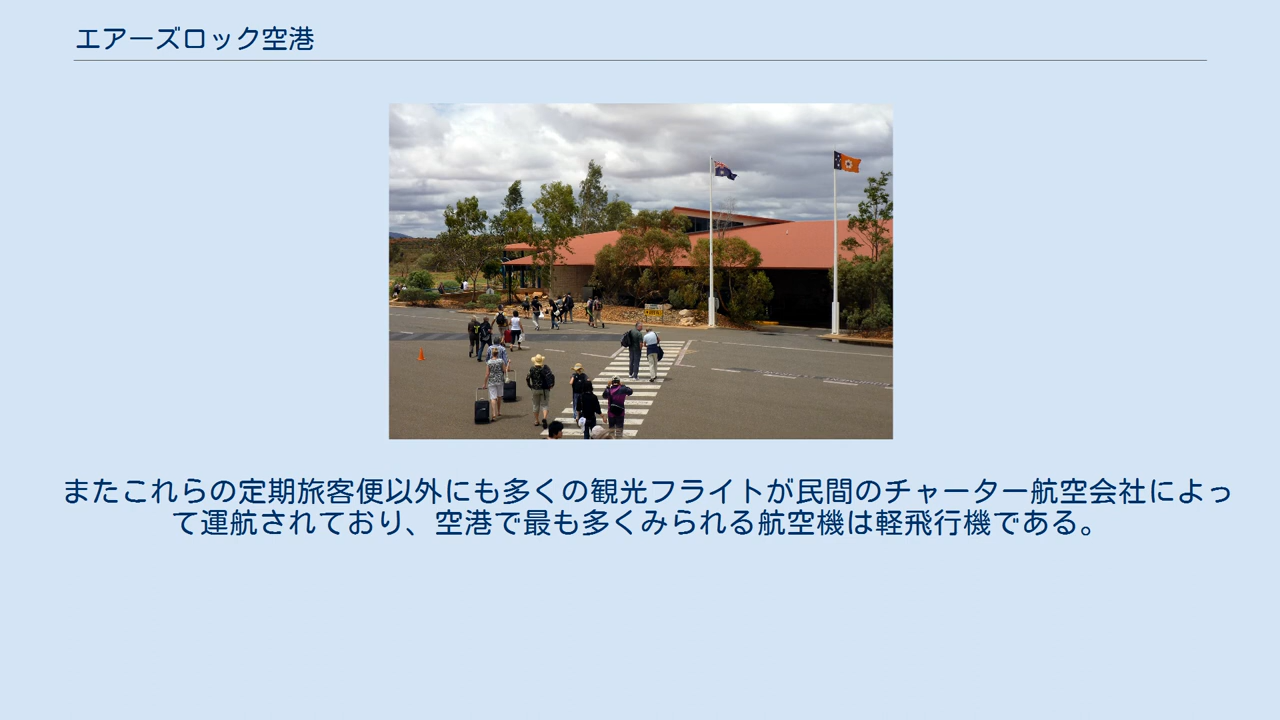 エアーズロック空港
またこれらの定期旅客便以外にも多くの観光フライトが民間のチャーター航空会社によっ
て運航されており、空港で最も多くみられる航空機は軽飛行機である。